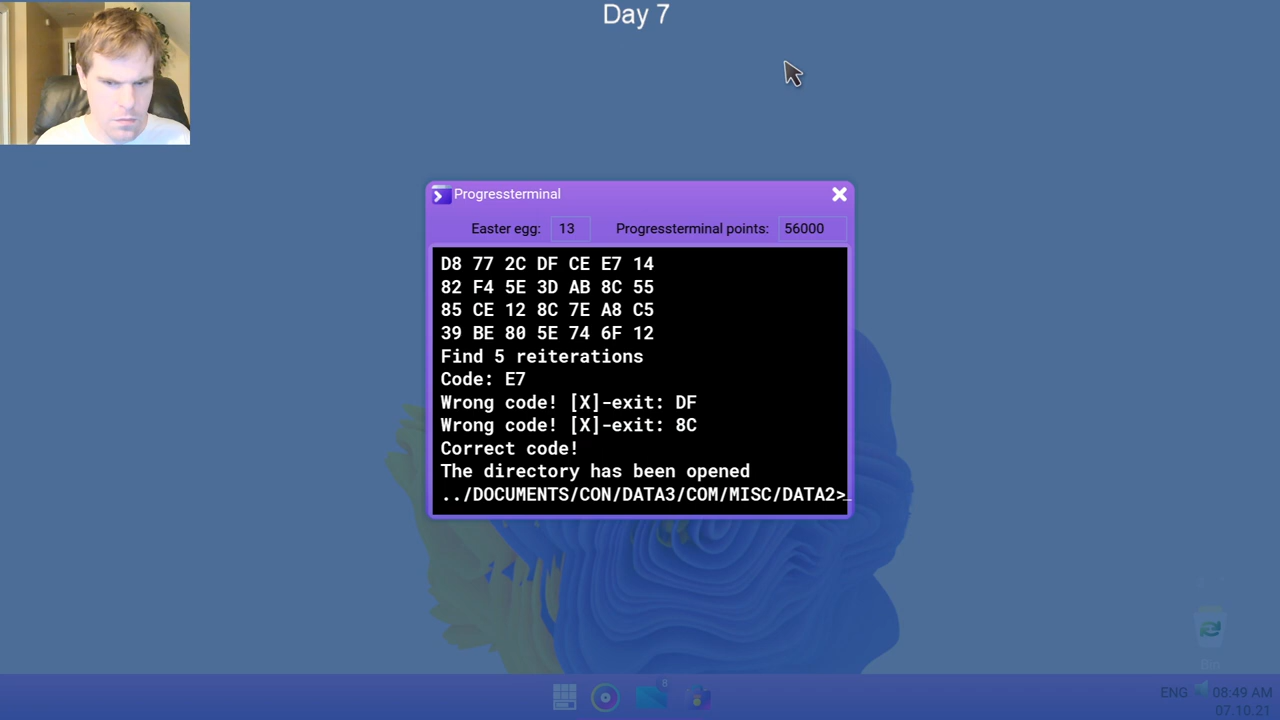 Day 7
Progressterminal
Easter egg: 13 Progressterminal points: 56000
D8 77 2C DF CE E7 14
82 F4 5E 3D AB 8C 55
85 CE 12 8C 7E A8 C5
39 BE 80 5E 74 6F 12
Find 5 reiterations
Code: E7
Wrong code! [X]-exit: DF
Wrong code! [X]-exit: 8C
Correct code!
The directory has been opened
../DOCUMENTS/CON/DATA3/COM/MISC/DATA2>_
Bin
8
ENG 08:49 AM
07.10.21